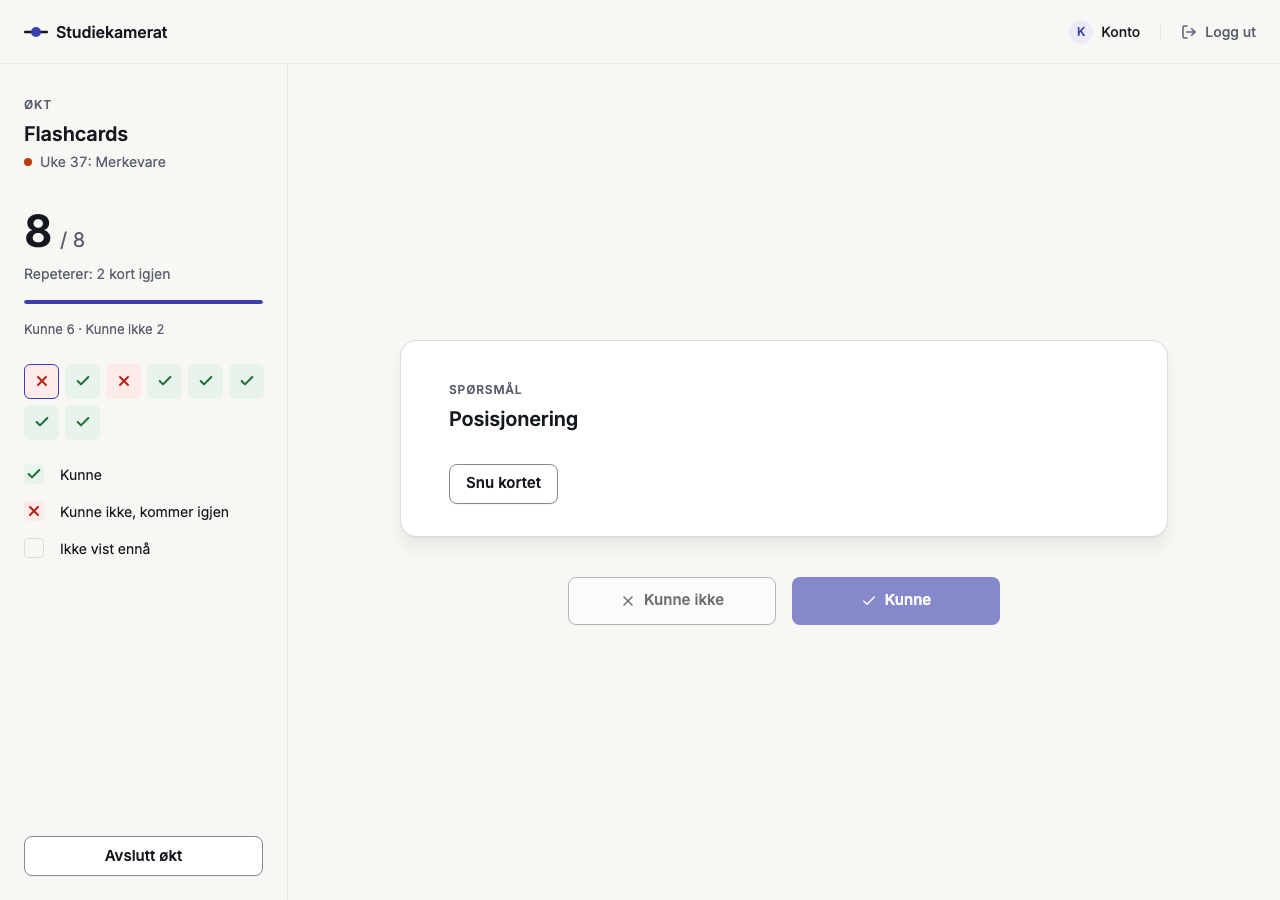 Studiekamerat
K Konto
Logg ut
ØKT
Flashcards
Uke 37: Merkevare
8 / 8
Repeterer: 2 kort igjen
Kunne 6 · Kunne ikke 2
Kunne
Kunne ikke, kommer igjen
Ikke vist ennå
Avslutt økt
SPØRSMÅL
Posisjonering
Snu kortet
Kunne ikke
Kunne